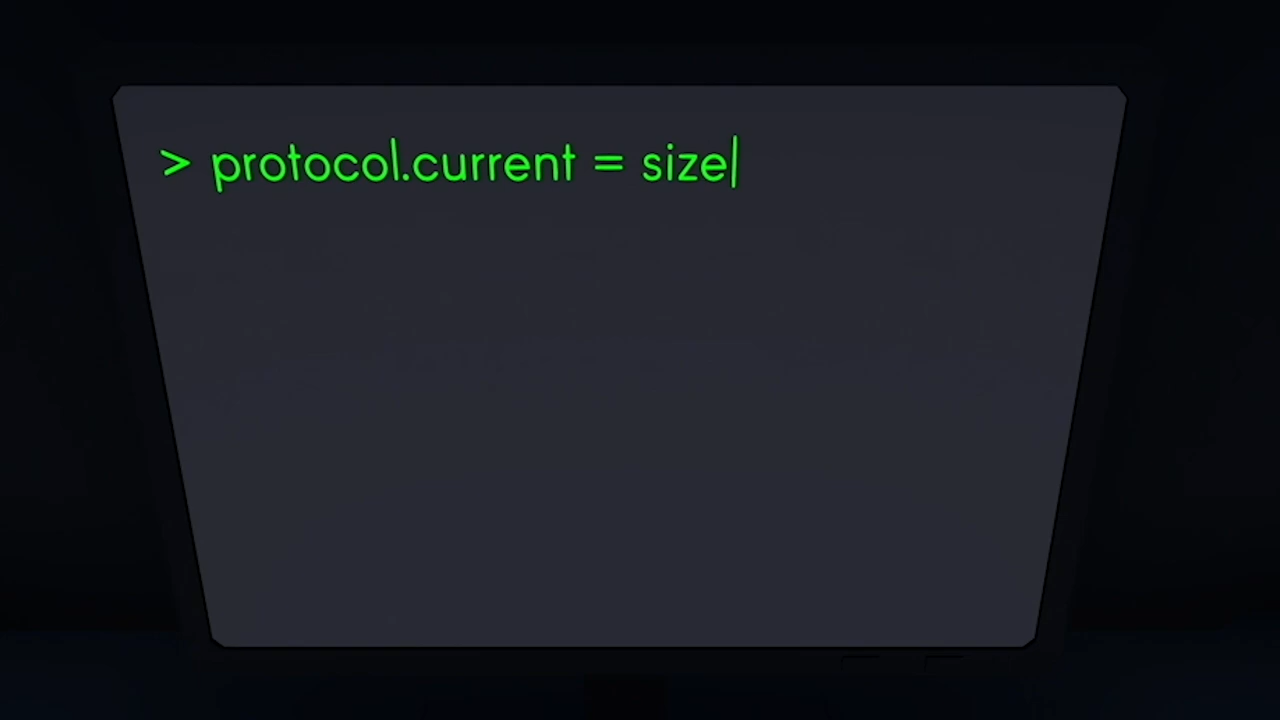 > protocol.current = size|